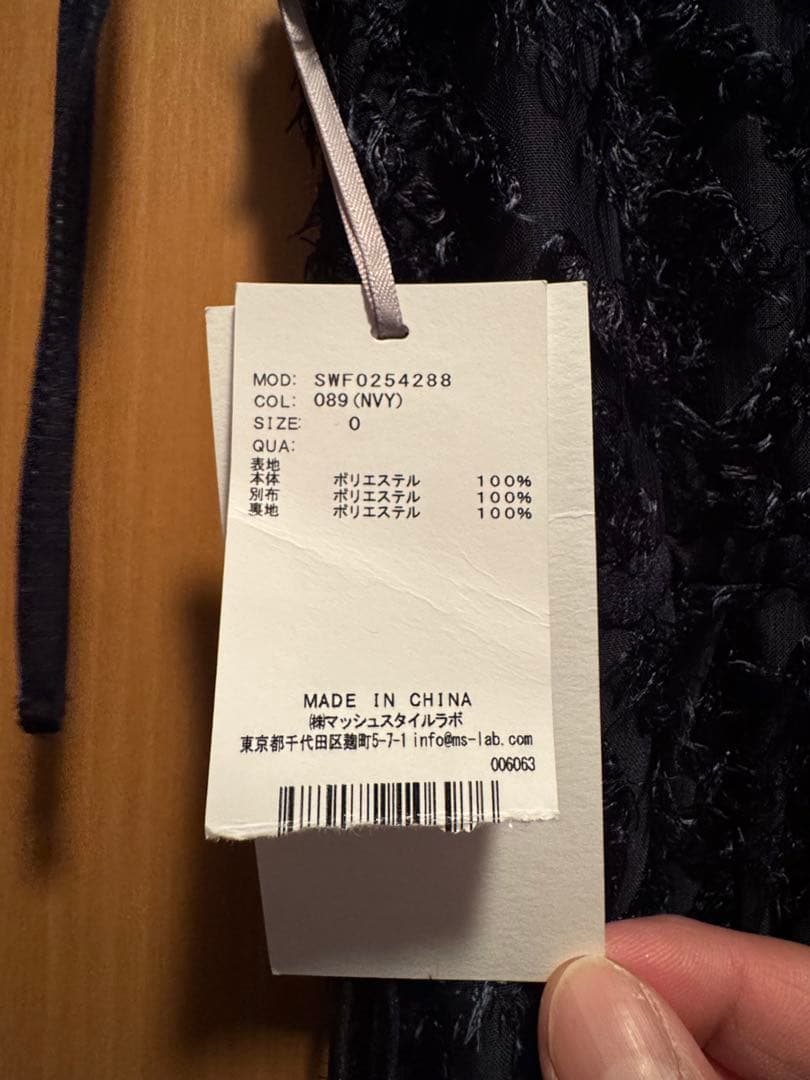 MOD: SWF0254288
COL: 089(NVY)
SIZE: 0
QUA:
表地
本体 ポリエステル 100%
別布 ポリエステル 100%
裏地 ポリエステル 100%
MADE IN CHINA
㈱マッシュスタイルラボ
東京都千代田区麹町5-7-1 info@ms-lab.com
006063